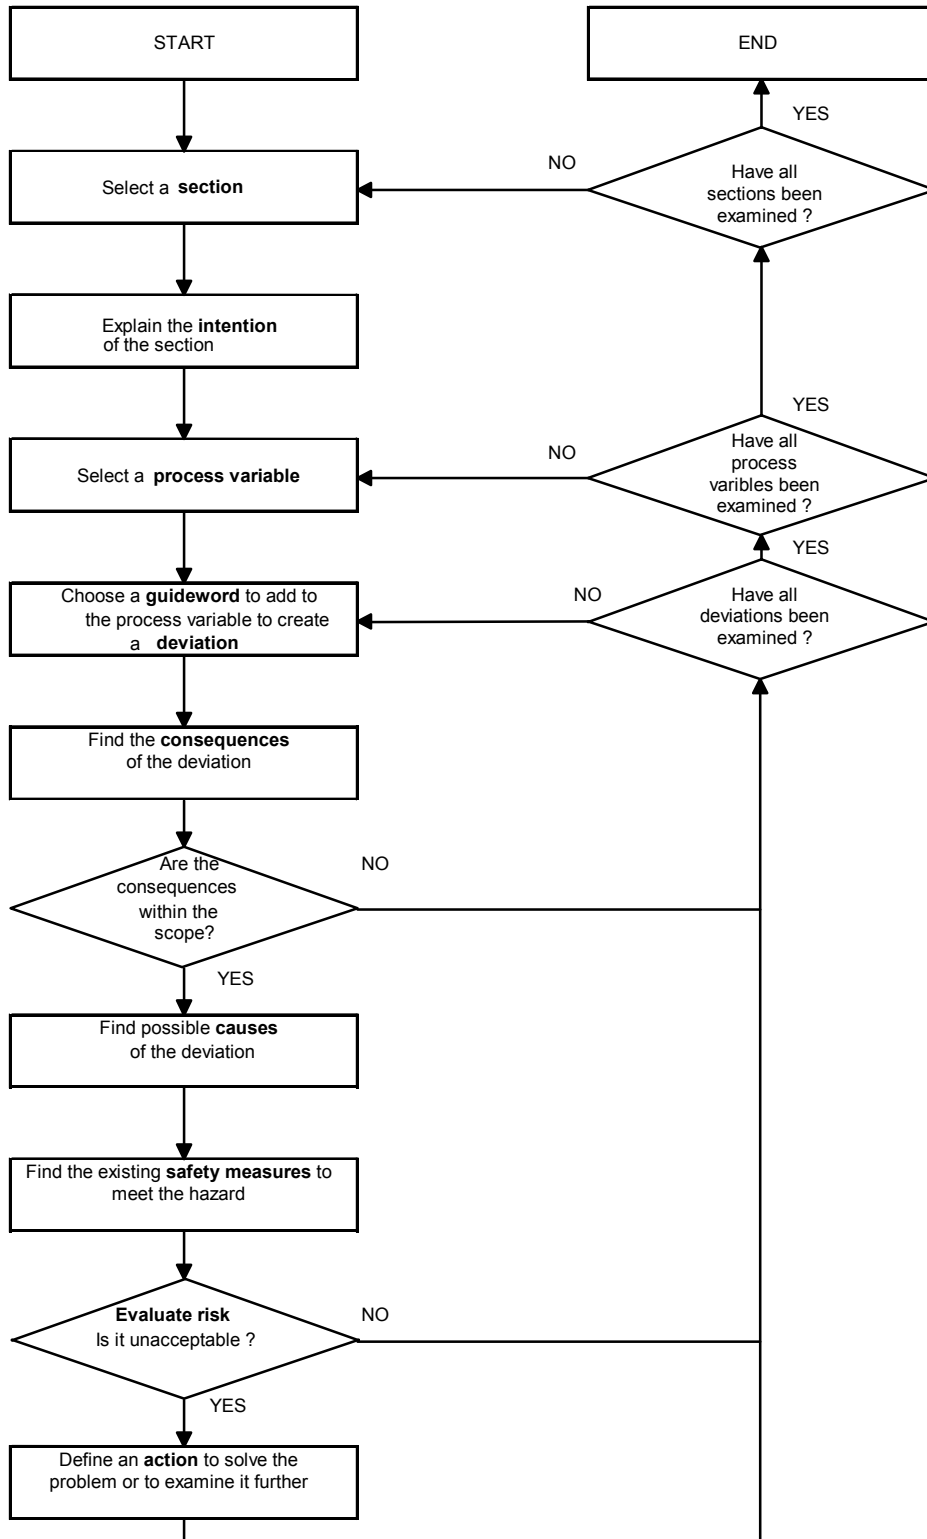 START
END
YES
NO
Have all
sections been
examined ?
Select a section
Explain the intention
of the section
YES
NO
Have all
process
varibles been
examined ?
Select a process variable
YES
NO
Have all
deviations been
examined ?
Choose a guideword to add to
the process variable to create
a deviation
Find the consequences
of the deviation
Are the
consequences
within the
scope?
NO
YES
Find possible causes
of the deviation
Find the existing safety measures to
meet the hazard
Evaluate risk
Is it unacceptable ?
NO
YES
Define an action to solve the
problem or to examine it further